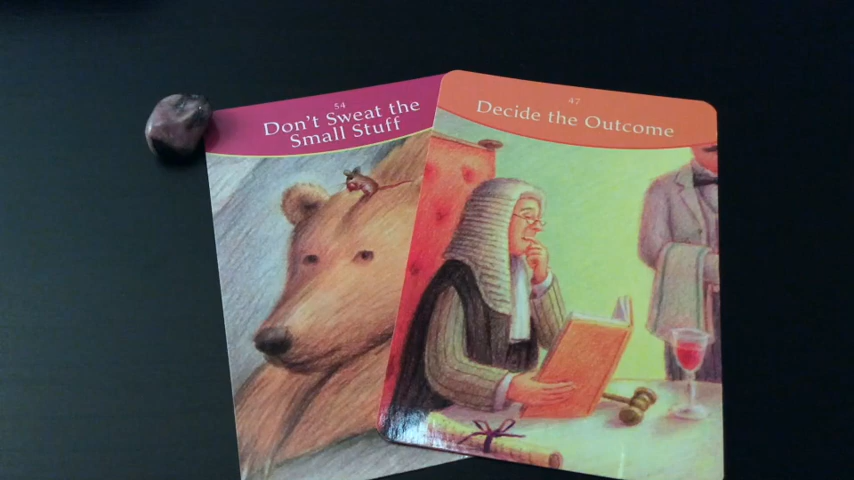 54
Don't Sweat the
Small Stuff
47
Decide the Outcome